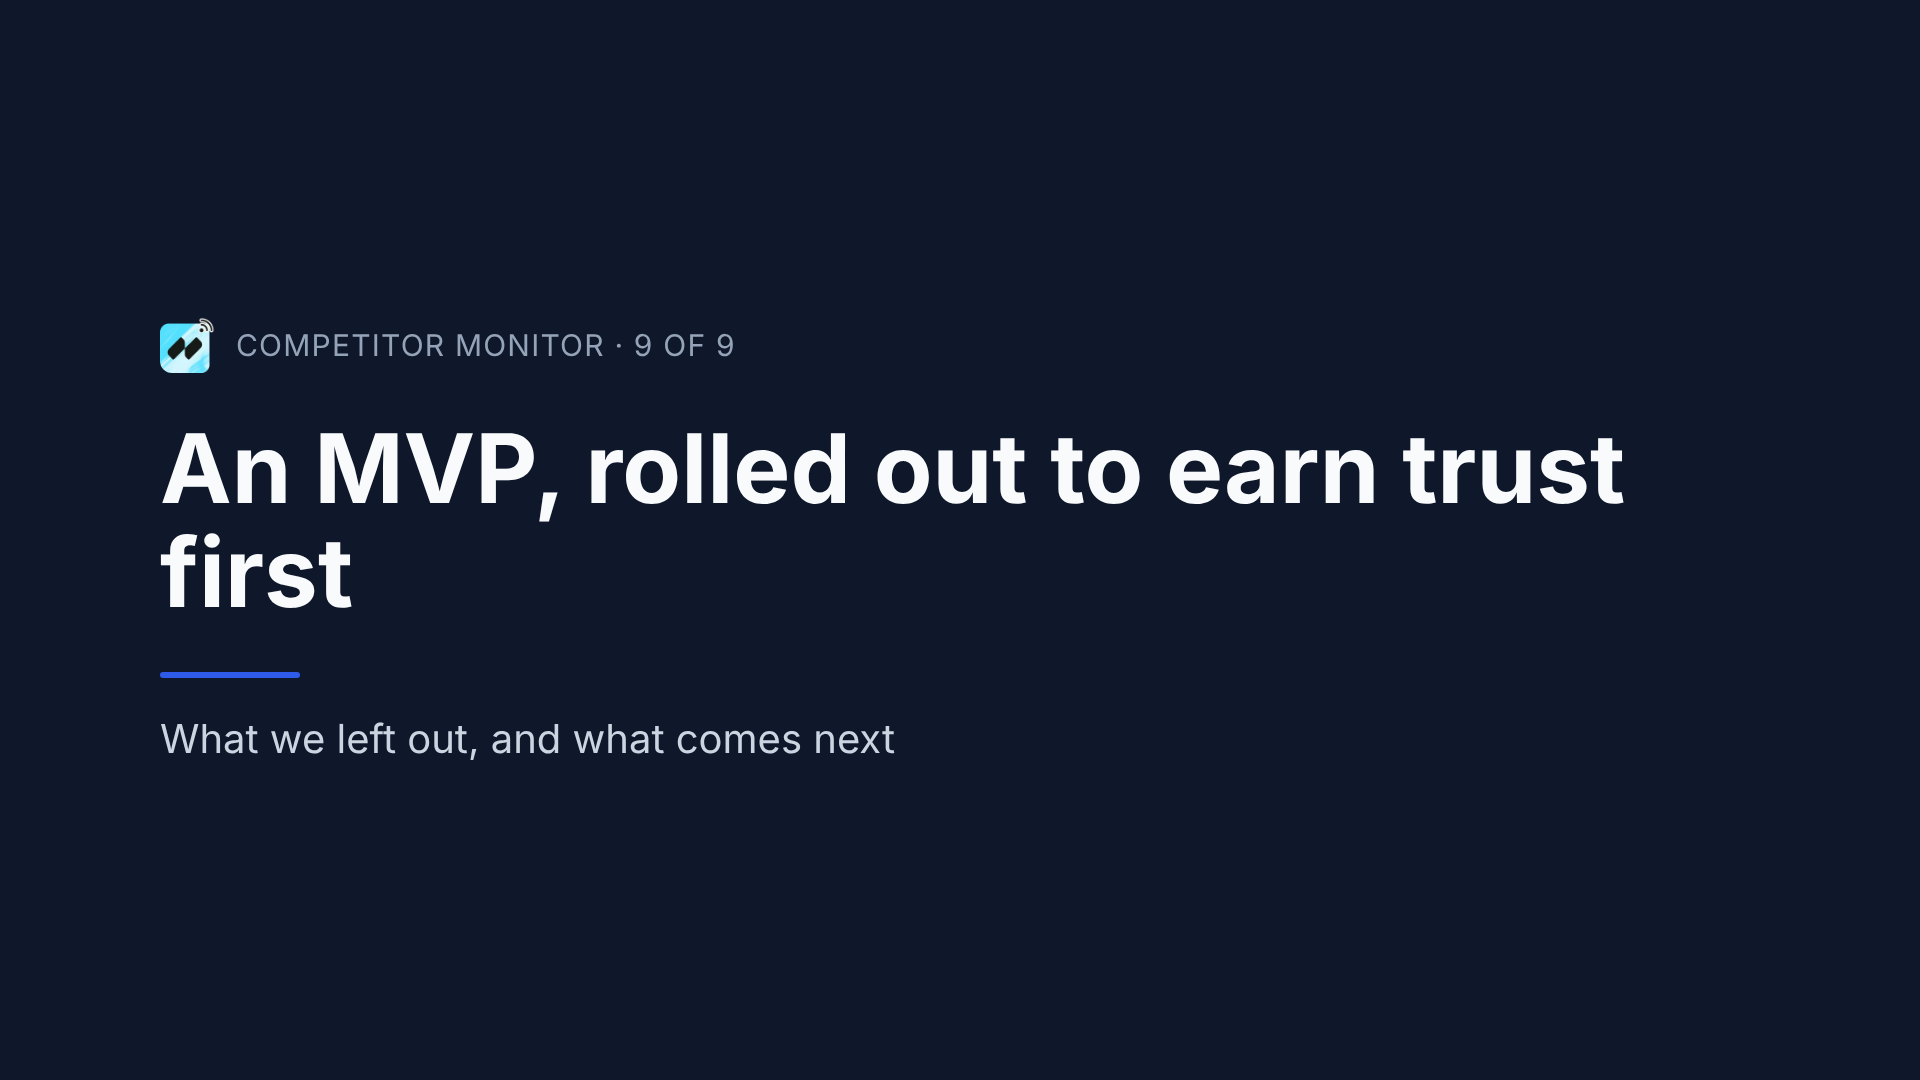 COMPETITOR MONITOR · 9 OF 9
An MVP, rolled out to earn trust
first
What we left out, and what comes next